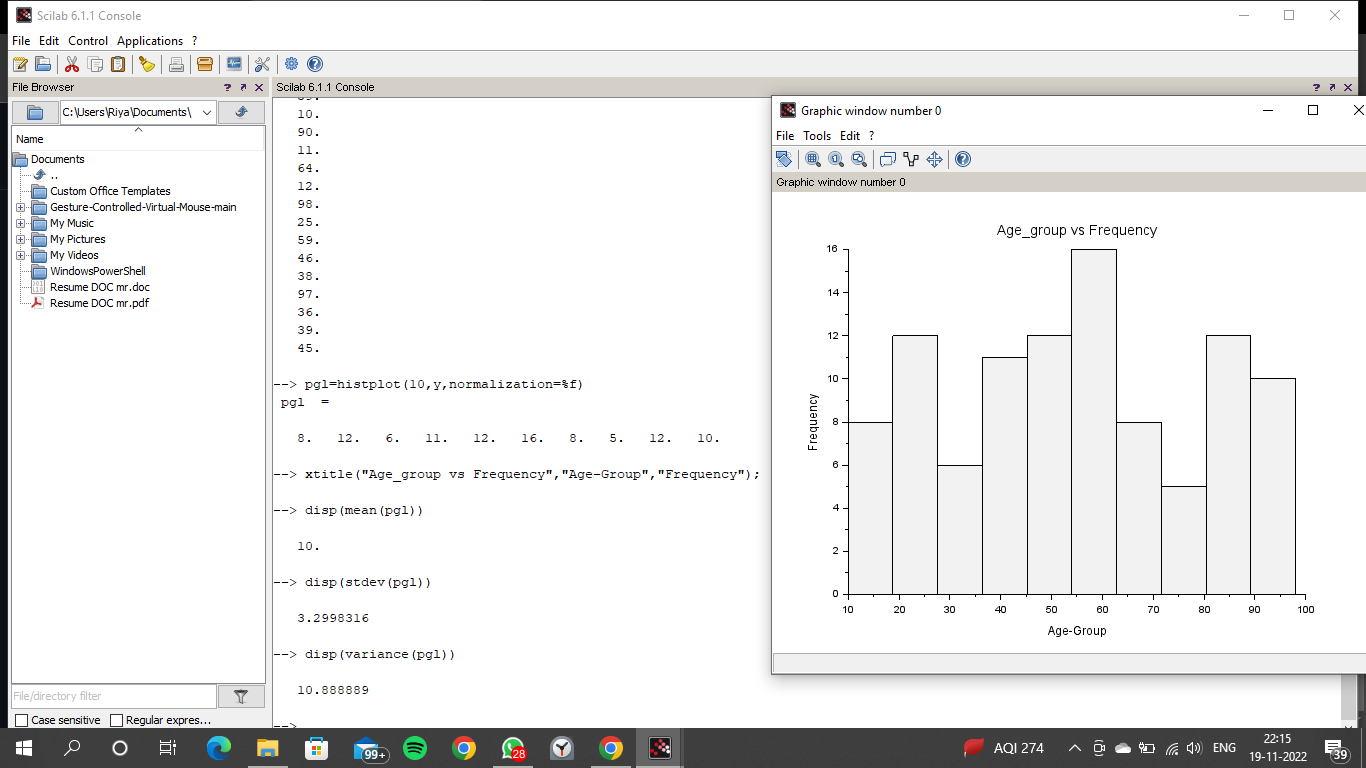 Scilab 6.1.1 Console
File Edit Control Applications ?
File Browser ?
C:\Users\Riya\Documents\
Name
Documents
..
Custom Office Templates
Gesture-Controlled-Virtual-Mouse-main
My Music
My Pictures
My Videos
WindowsPowerShell
Resume DOC mr.doc
Resume DOC mr.pdf
File/directory filter
Case sensitive Regular expres...
Scilab 6.1.1 Console ?
10.
90.
11.
64.
12.
98.
25.
59.
46.
38.
97.
36.
39.
45.
--> pgl=histplot(10,y,normalization=%f)
pgl =
8. 12. 6. 11. 12. 16. 8. 5. 12. 10.
--> xtitle("Age_group vs Frequency","Age-Group","Frequency");
--> disp(mean(pgl))
10.
--> disp(stdev(pgl))
3.2998316
--> disp(variance(pgl))
10.888889
-->
Graphic window number 0
File Tools Edit ?
Graphic window number 0
Age_group vs Frequency
16
14
12
10
8
6
4
2
0
Frequency
10 20 30 40 50 60 70 80 90 100
Age-Group
99+
28
AQI 274
ENG
22:15
19-11-2022
39